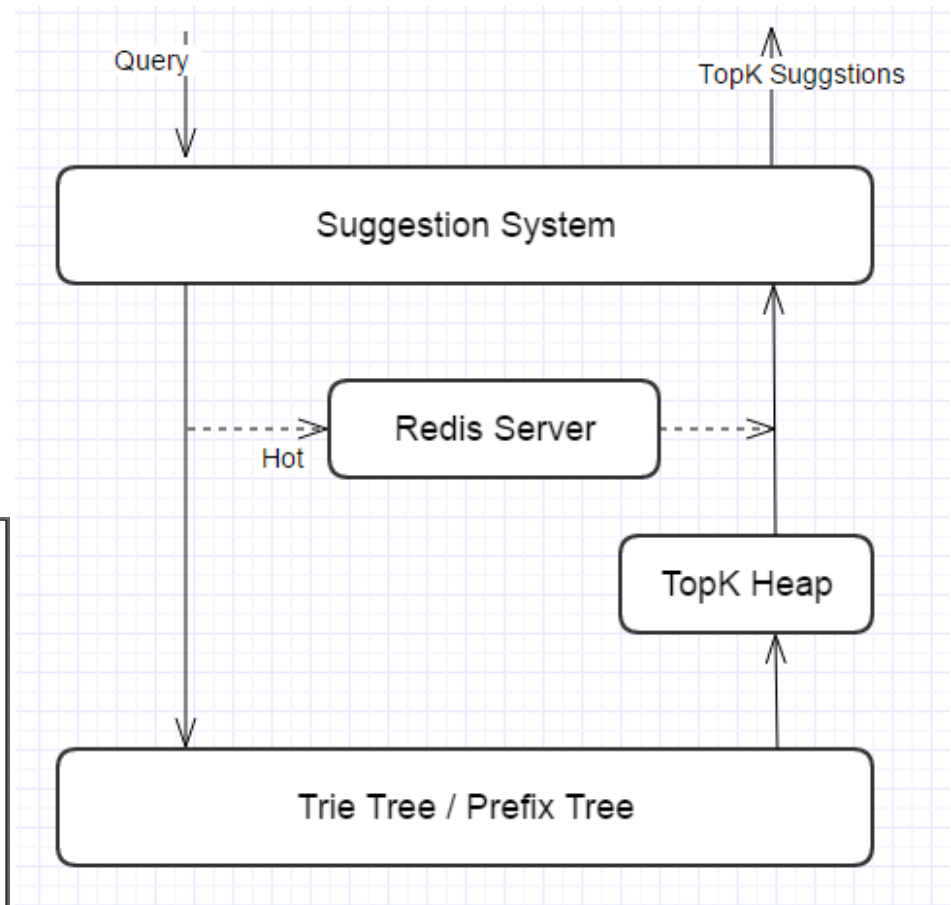 Query
TopK Suggstions
Suggestion System
Redis Server
Hot
TopK Heap
Trie Tree / Prefix Tree